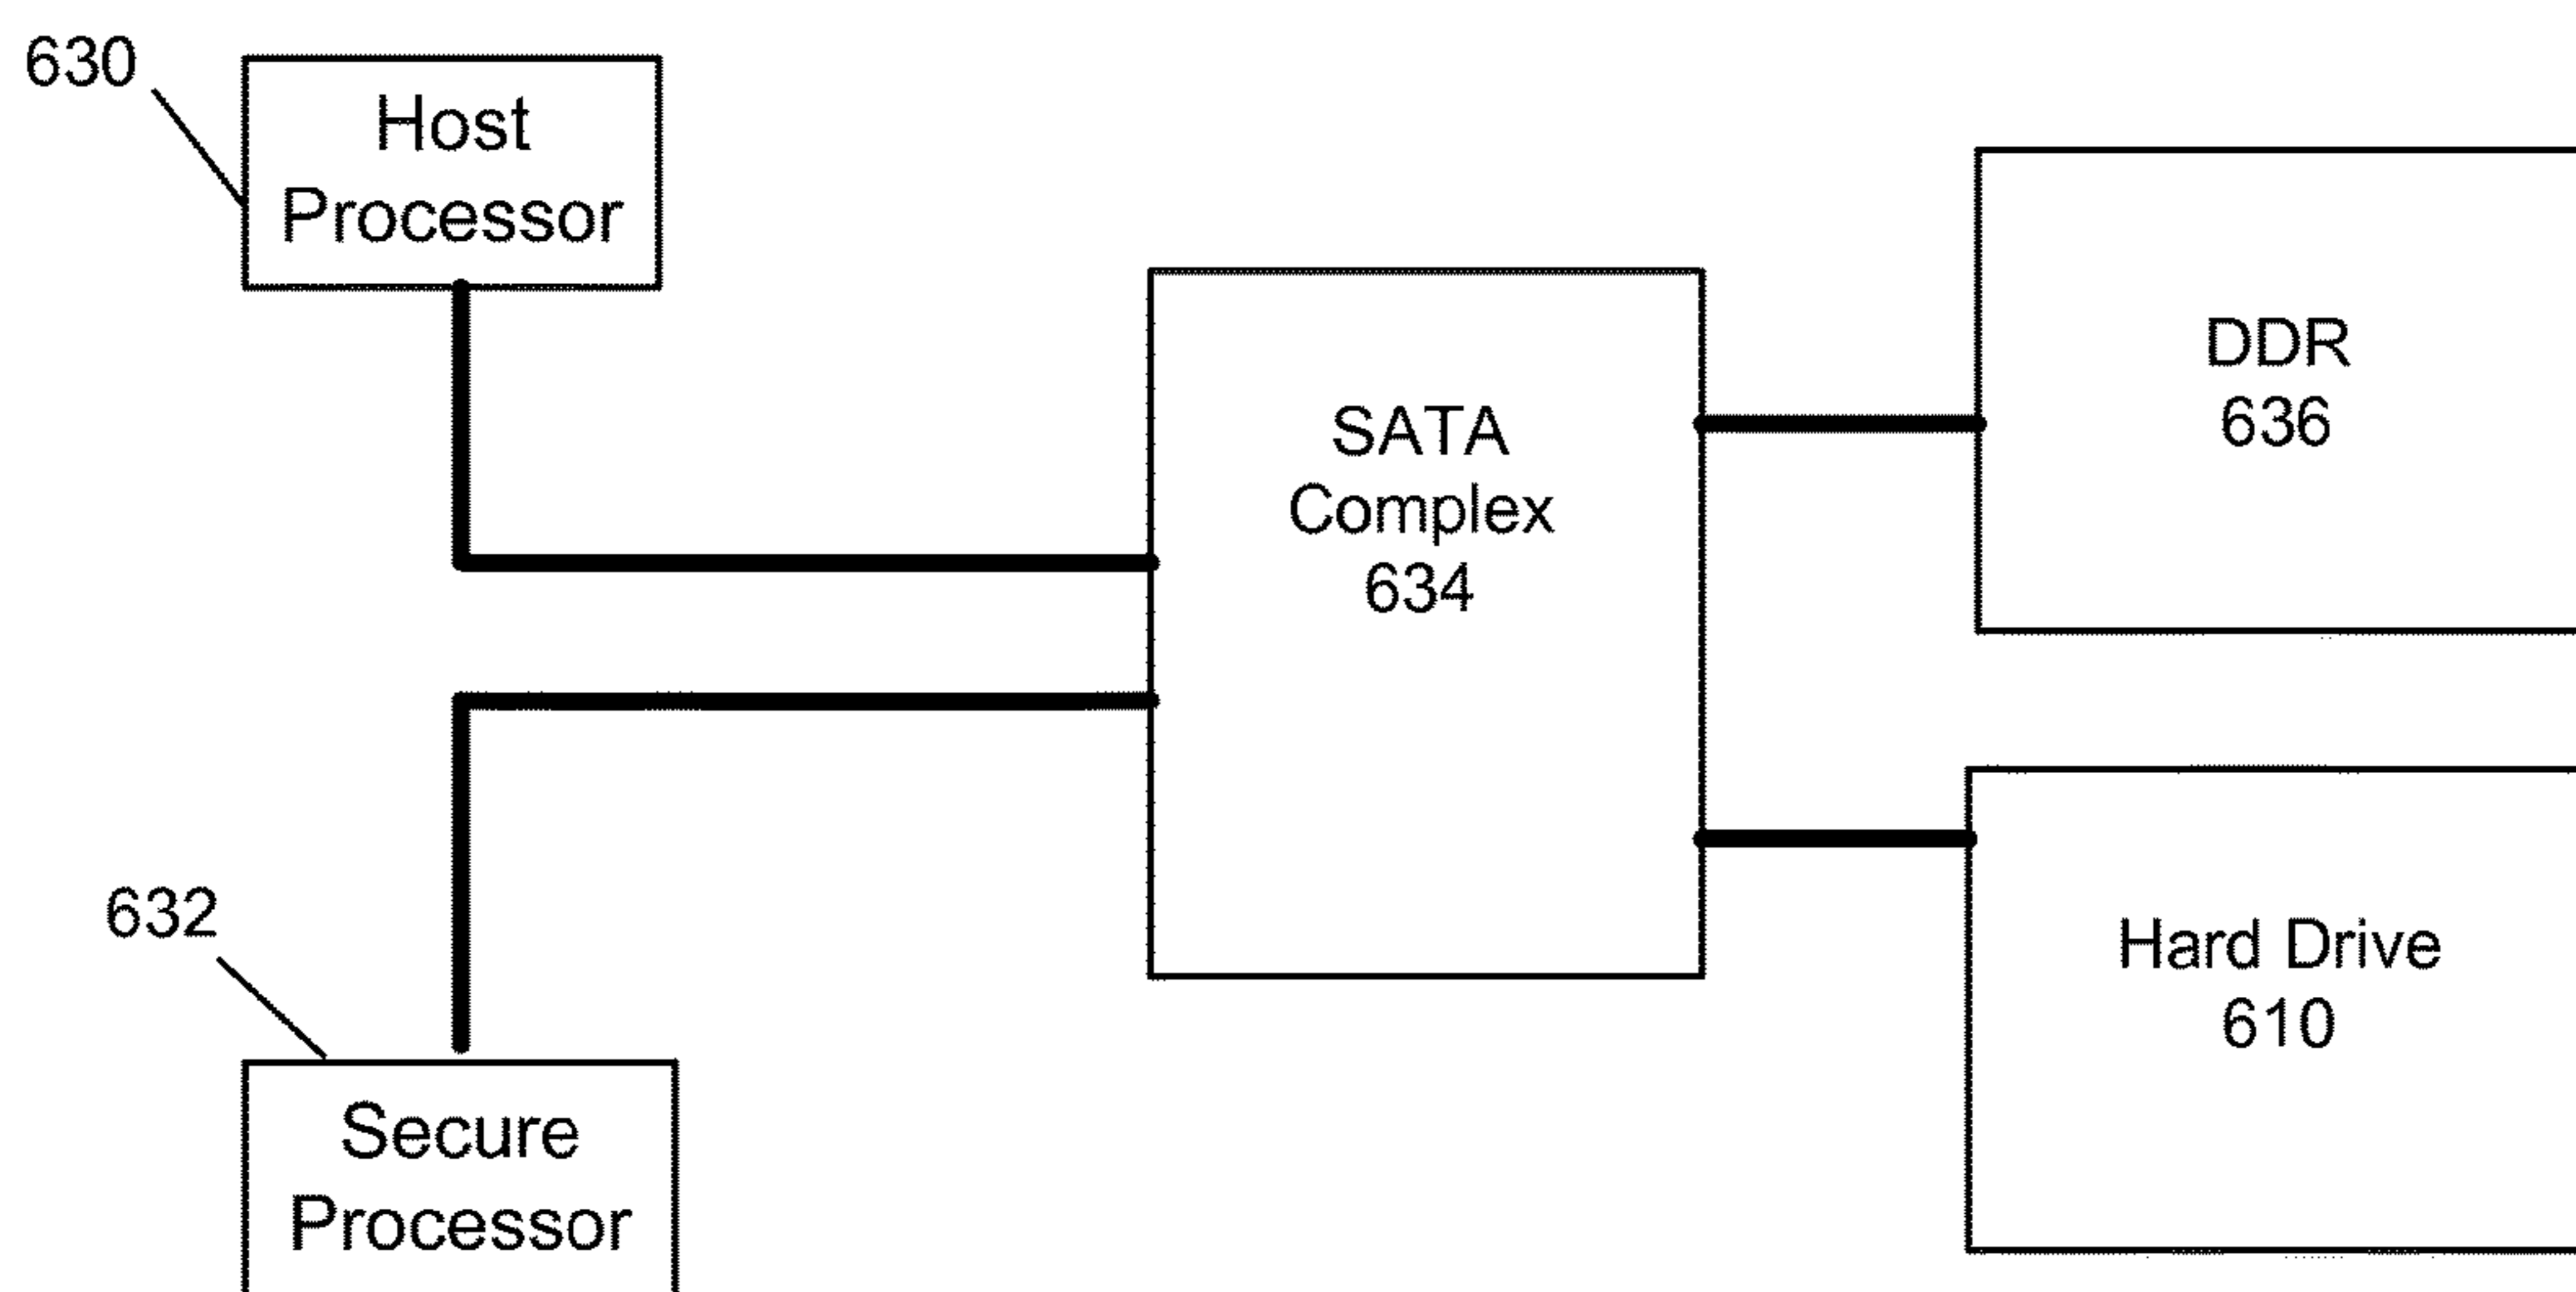 630
Host
Processor
SATA
Complex
634
DDR
636
632
Secure
Processor
Hard Drive
610